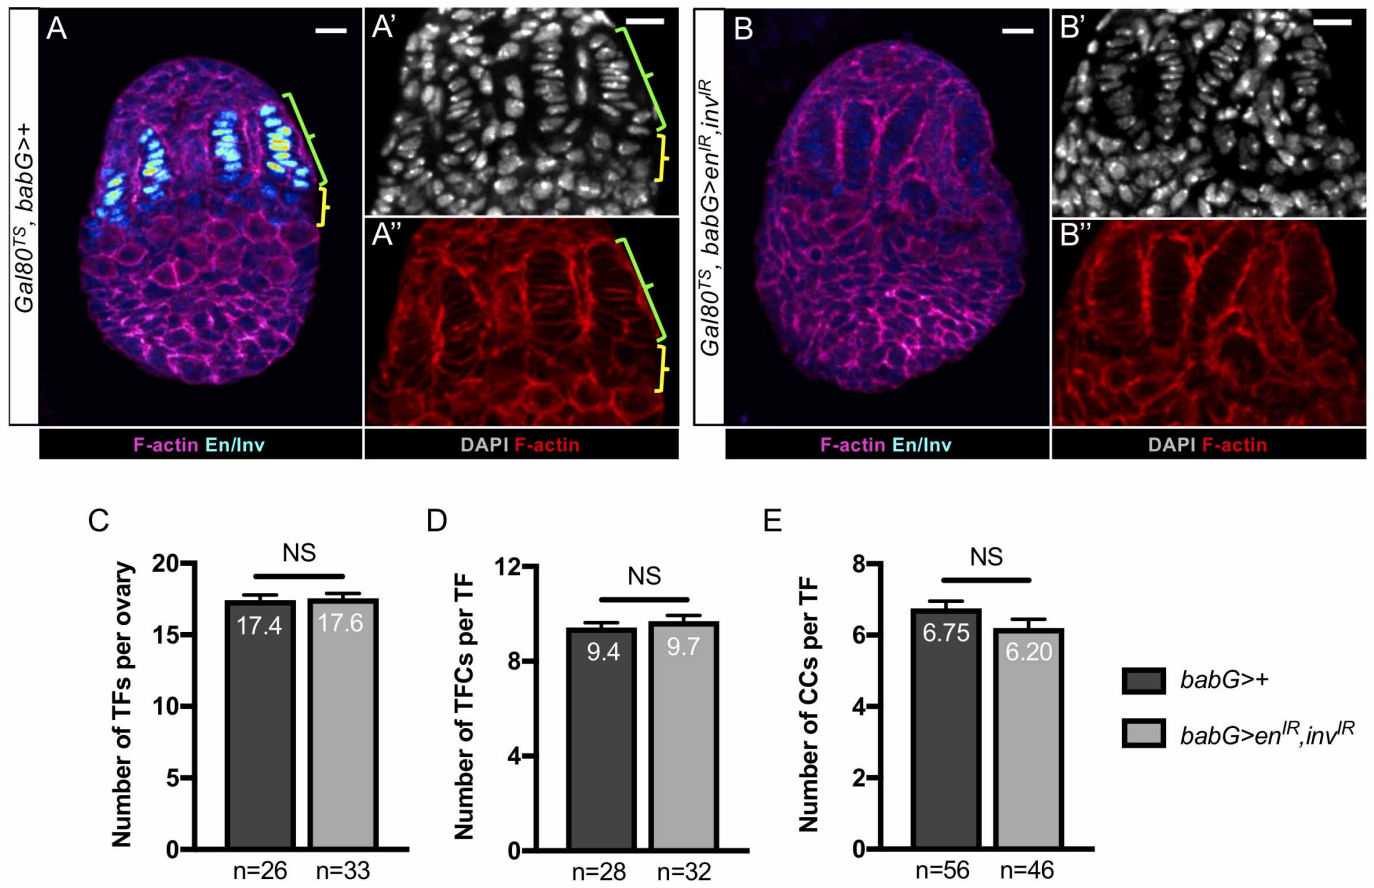 A
A’
A”
Gal80TS, babG>+
F-actin En/Inv
DAPI F-actin
B
B’
B”
Gal80TS, babG>enIR,invIR
F-actin En/Inv
DAPI F-actin
C
NS
Number of TFs per ovary
20
15
10
5
0
17.4
17.6
n=26
n=33
D
NS
Number of TFCs per TF
12
8
4
0
9.4
9.7
n=28
n=32
E
NS
Number of CCs per TF
8
6
4
2
0
6.75
6.20
n=56
n=46
babG>+
babG>enIR,invIR